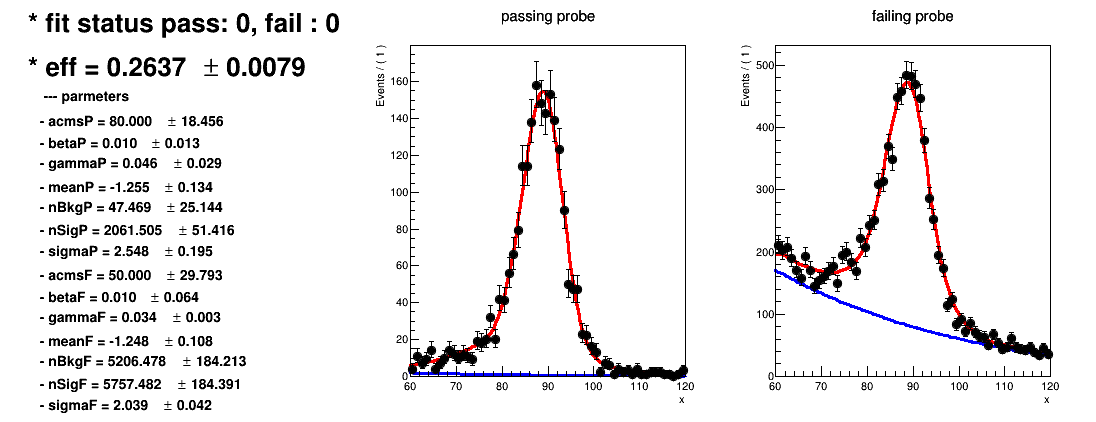 * fit status pass: 0, fail : 0
* eff = 0.2637 ± 0.0079
--- parmeters
- acmsP = 80.000 ± 18.456
- betaP = 0.010 ± 0.013
- gammaP = 0.046 ± 0.029
- meanP = -1.255 ± 0.134
- nBkgP = 47.469 ± 25.144
- nSigP = 2061.505 ± 51.416
- sigmaP = 2.548 ± 0.195
- acmsF = 50.000 ± 29.793
- betaF = 0.010 ± 0.064
- gammaF = 0.034 ± 0.003
- meanF = -1.248 ± 0.108
- nBkgF = 5206.478 ± 184.213
- nSigF = 5757.482 ± 184.391
- sigmaF = 2.039 ± 0.042
passing probe
Events / ( 1 )
160
140
120
100
80
60
40
20
0
60 70 80 90 100 110 120
x
failing probe
Events / ( 1 )
500
400
300
200
100
0
60 70 80 90 100 110 120
x